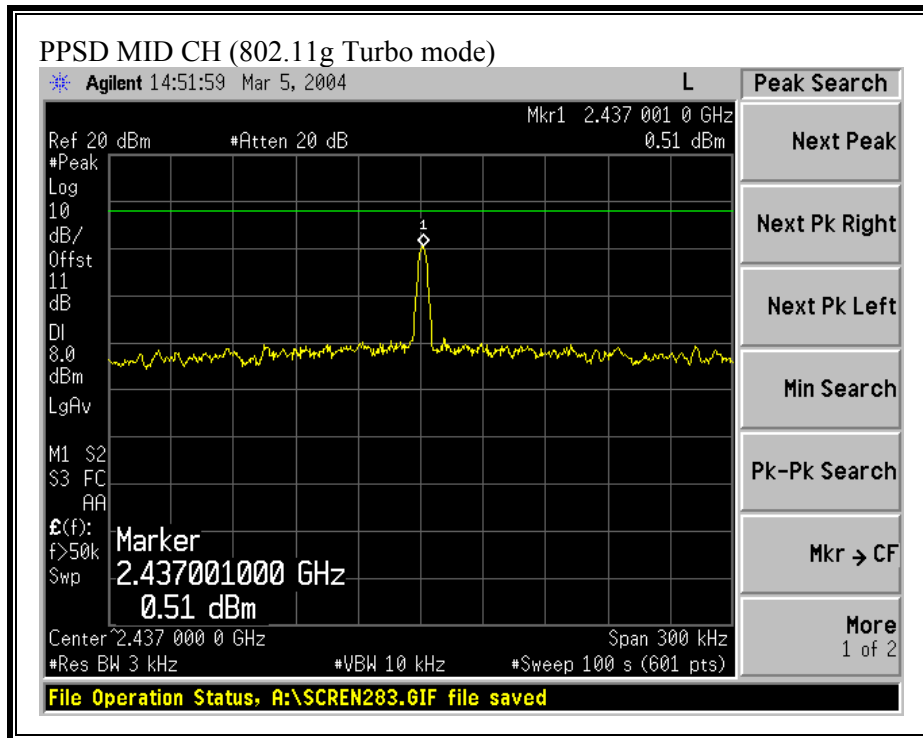 PPSD MID CH (802.11g Turbo mode)
Agilent 14:51:59 Mar 5, 2004 L
Peak Search
Mkr1 2.437 001 0 GHz
Ref 20 dBm #Atten 20 dB 0.51 dBm
#Peak
Log
10
dB/
Offst
11
dB
DI
8.0
dBm
LgAv
M1 S2
S3 FC
AA
£(f):
f>50k
Swp
1
Marker
2.437001000 GHz
0.51 dBm
Center 2.437 000 0 GHz Span 300 kHz
#Res BW 3 kHz #VBW 10 kHz #Sweep 100 s (601 pts)
File Operation Status, A:\SCREN283.GIF file saved
Next Peak
Next Pk Right
Next Pk Left
Min Search
Pk-Pk Search
Mkr → CF
More
1 of 2